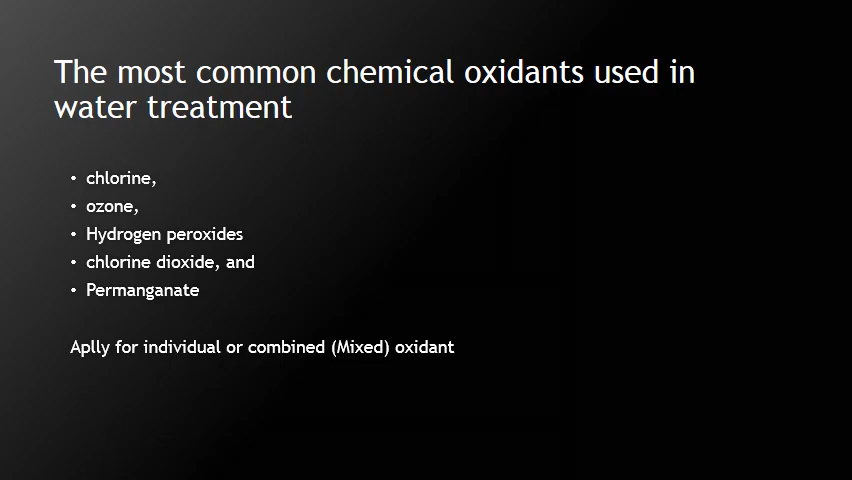 The most common chemical oxidants used in
water treatment
• chlorine,
• ozone,
• Hydrogen peroxides
• chlorine dioxide, and
• Permanganate
Aplly for individual or combined (Mixed) oxidant